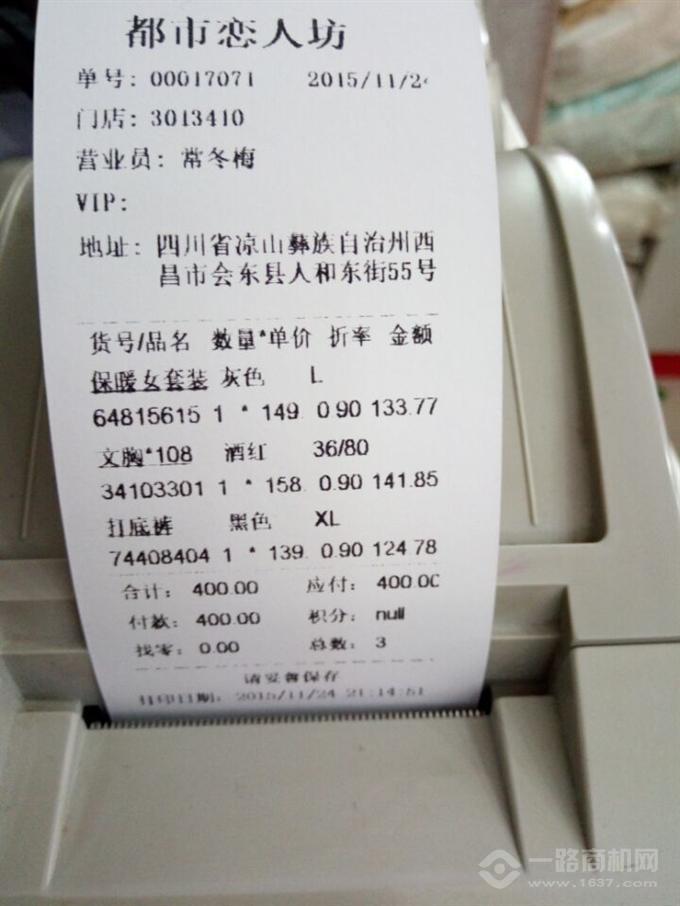 都市恋人坊
单号: 00017071 2015/11/24
门店: 3013410
营业员: 常冬梅
VIP:
地址: 四川省凉山彝族自治州西
昌市会东县人和东街55号
货号/品名 数量*单价 折率 金额
保暖女套装 灰色 L
64815615 1 * 149. 0.90 133.77
文胸*108 酒红 36/80
34103301 1 * 158. 0.90 141.85
打底裤 黑色 XL
74408404 1 * 139. 0.90 124.78
合计: 400.00 应付: 400.00
付款: 400.00 积分: null
找零: 0.00 总数: 3
请妥善保存
打印日期: 2015/11/24 21:14:51
一路商机网
www.1637.com